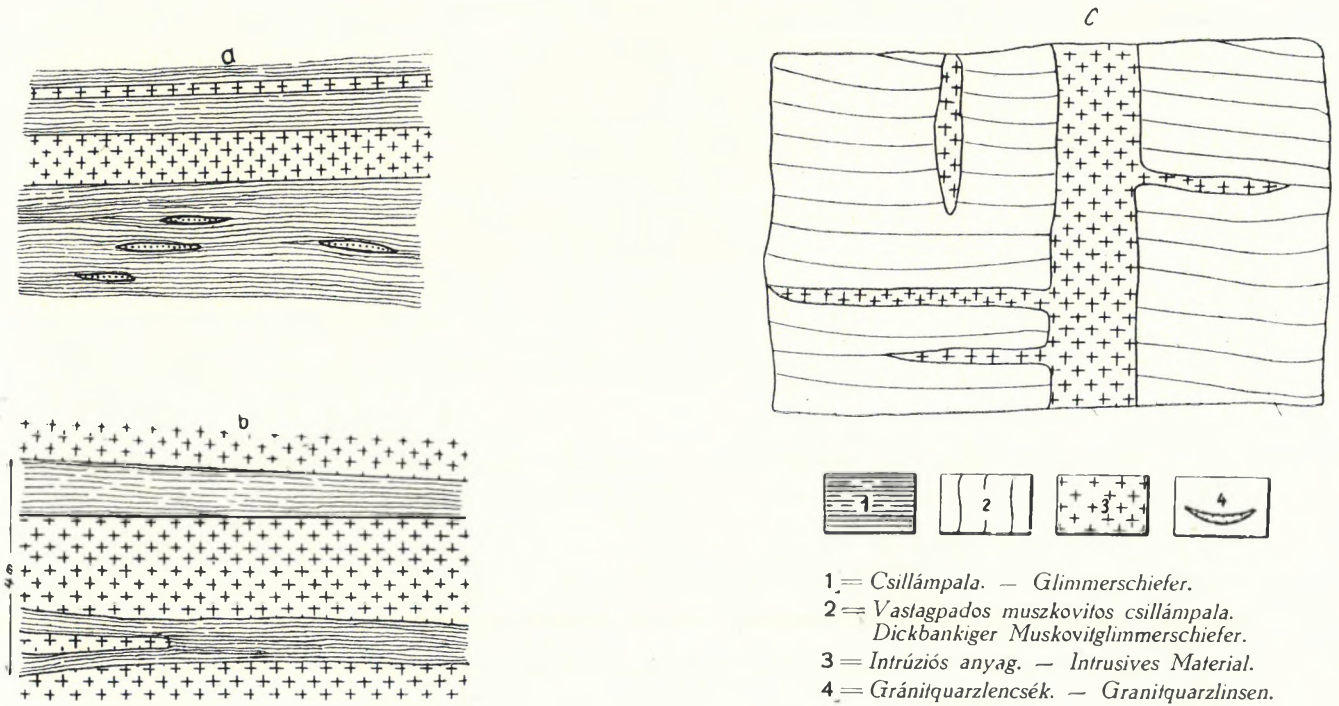 a
C
b
1 2 3 4
1 = Csillámpala. — Glimmerschiefer.
2 = Vastagpados muszkovitos csillámpala.
Dickbankiger Muskovitglimmerschiefer.
3 = Intrúziós anyag. — Intrusives Material.
4 = Gránitquarzlencsék. — Granitquarzlinsen.